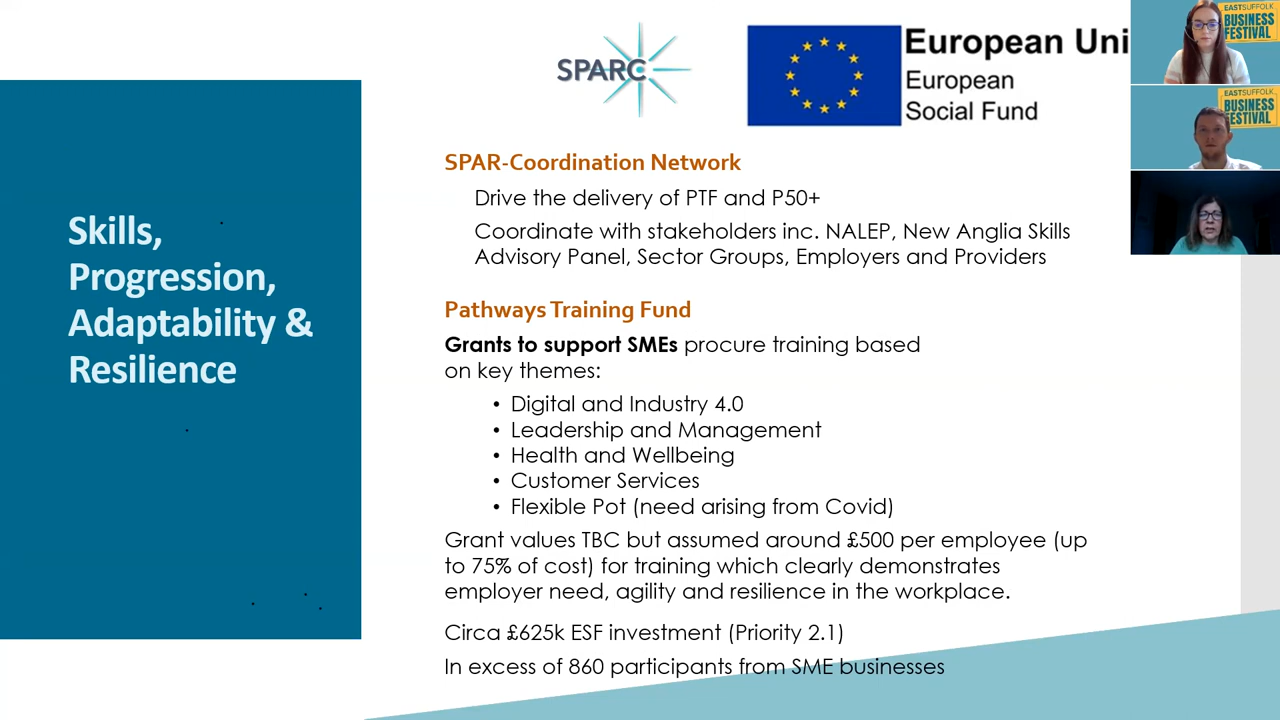 SPARC
European Uni
European
Social Fund
EASTSUFFOLK
BUSINESS
FESTIVAL
EASTSUFFOLK
BUSINESS
FESTIVAL
Skills,
Progression,
Adaptability &
Resilience
SPAR-Coordination Network
Drive the delivery of PTF and P50+
Coordinate with stakeholders inc. NALEP, New Anglia Skills
Advisory Panel, Sector Groups, Employers and Providers
Pathways Training Fund
Grants to support SMEs procure training based
on key themes:
• Digital and Industry 4.0
• Leadership and Management
• Health and Wellbeing
• Customer Services
• Flexible Pot (need arising from Covid)
Grant values TBC but assumed around £500 per employee (up
to 75% of cost) for training which clearly demonstrates
employer need, agility and resilience in the workplace.
Circa £625k ESF investment (Priority 2.1)
In excess of 860 participants from SME businesses